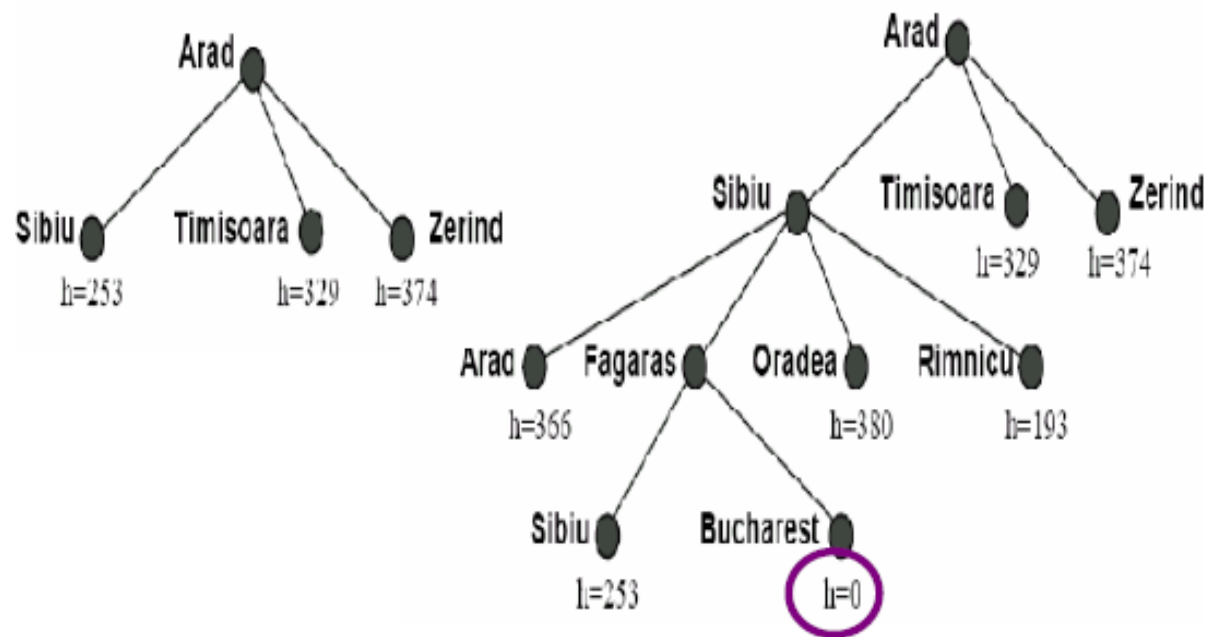 Arad
Sibiu Timisoara Zerind
h=253 h=329 h=374
Arad
Sibiu Timisoara Zerind
h=329 h=374
Arad Fagaras Oradea Rimnicu
h=366 h=380 h=193
Sibiu Bucharest
h=253 h=0